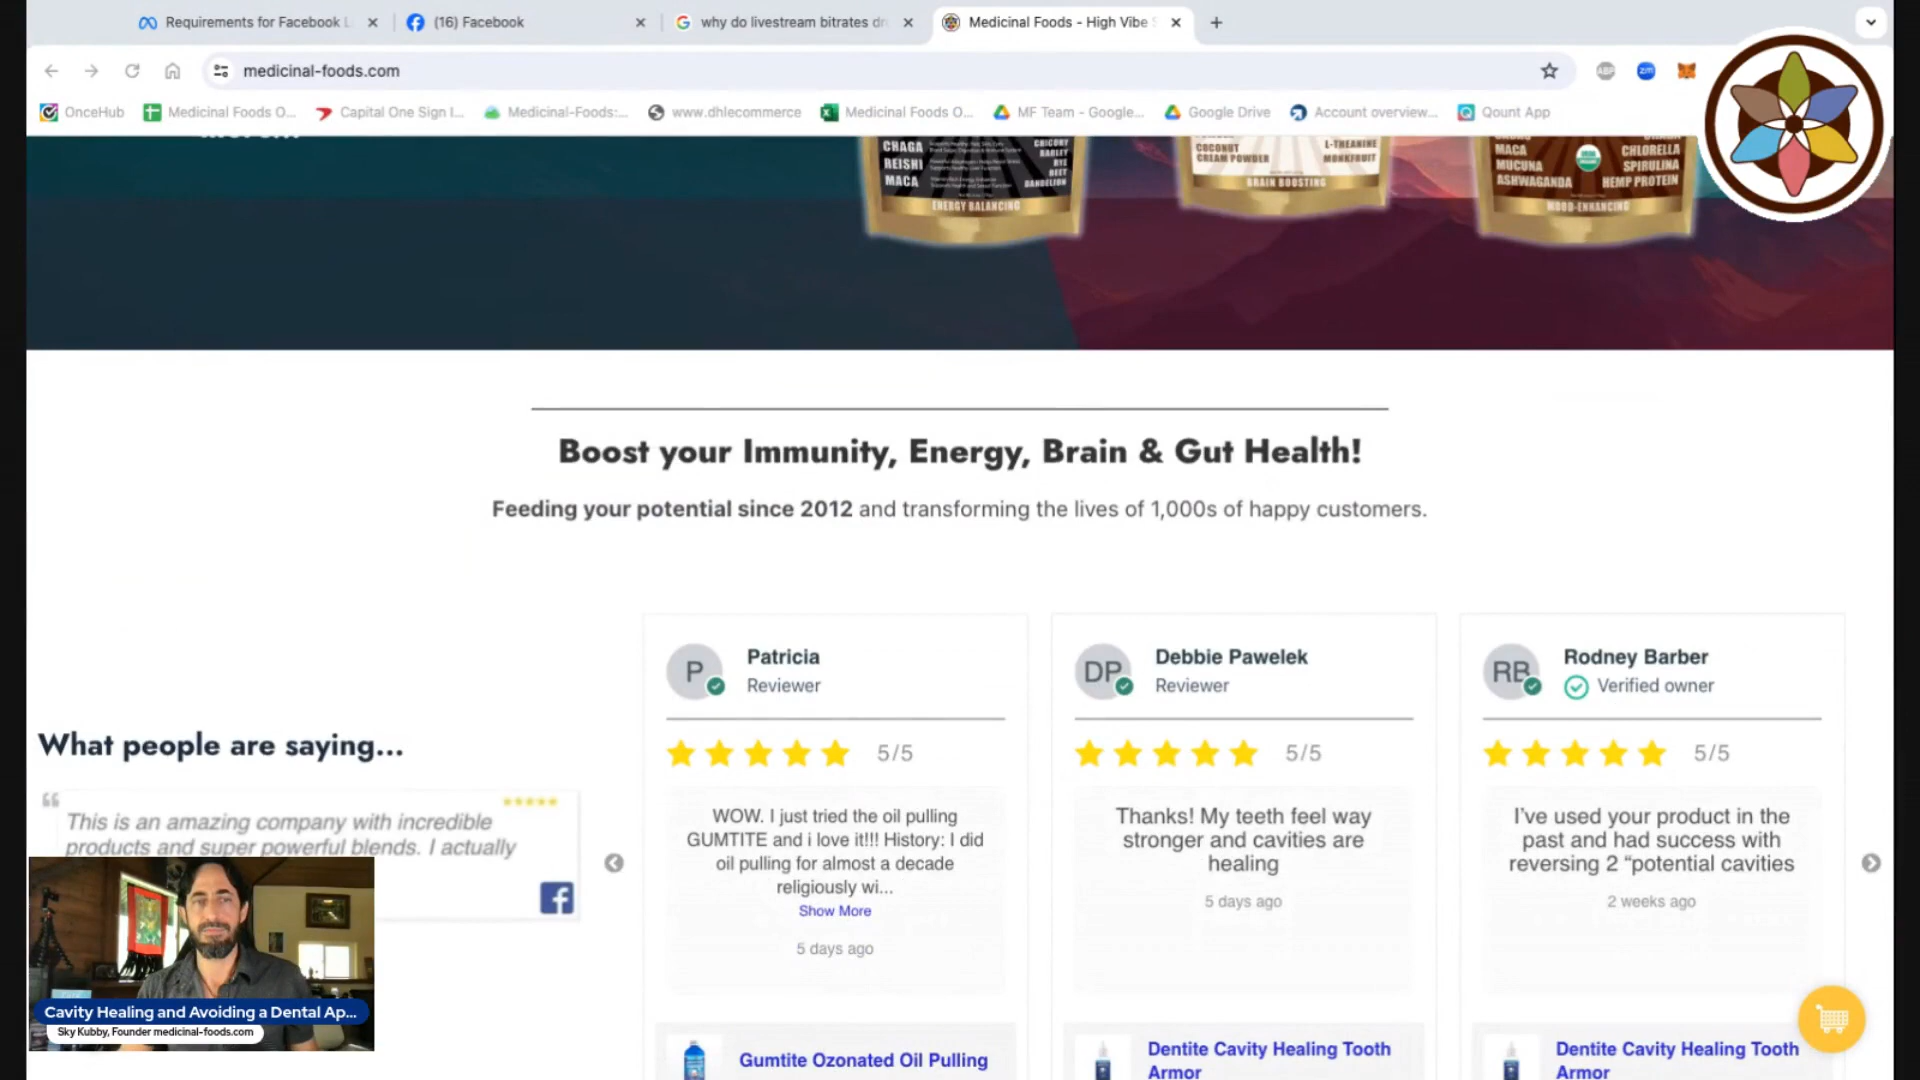 Requirements for Facebook L
(16) Facebook
why do livestream bitrates dr
Medicinal Foods - High Vibe S
medicinal-foods.com
ABP
zm
OnceHub
Medicinal Foods O...
Capital One Sign I...
Medicinal-Foods:...
www.dhlecommerce
Medicinal Foods O...
MF Team - Google...
Google Drive
Account overview...
Qount App
CHAGA
REISHI
MACA
CHICORY
BARLEY
RYE
BEET
DANDELION
ENERGY BALANCING
COCONUT
CREAM POWDER
L-THEANINE
MONKFRUIT
BRAIN BOOSTING
MACA
MUCUNA
ASHWAGANDA
CHLORELLA
SPIRULINA
HEMP PROTEIN
MOOD-ENHANCING
Boost your Immunity, Energy, Brain & Gut Health!
Feeding your potential since 2012 and transforming the lives of 1,000s of happy customers.
What people are saying...
This is an amazing company with incredible
products and super powerful blends. I actually
P
Patricia
Reviewer
5/5
WOW. I just tried the oil pulling
GUMTITE and i love it!!! History: I did
oil pulling for almost a decade
religiously wi...
Show More
5 days ago
Gumtite Ozonated Oil Pulling
DP
Debbie Pawelek
Reviewer
5/5
Thanks! My teeth feel way
stronger and cavities are
healing
5 days ago
Dentite Cavity Healing Tooth
Armor
RB
Rodney Barber
Verified owner
5/5
I've used your product in the
past and had success with
reversing 2 “potential cavities
2 weeks ago
Dentite Cavity Healing Tooth
Armor
Cavity Healing and Avoiding a Dental Ap...
Sky Kubby, Founder medicinal-foods.com